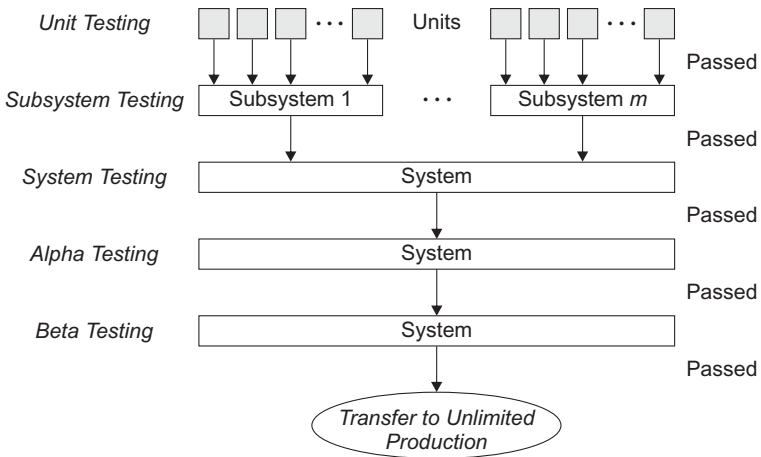 Unit Testing
Units
Passed
Subsystem Testing
Subsystem 1
Subsystem m
Passed
System Testing
System
Passed
Alpha Testing
System
Passed
Beta Testing
System
Passed
Transfer to Unlimited
Production